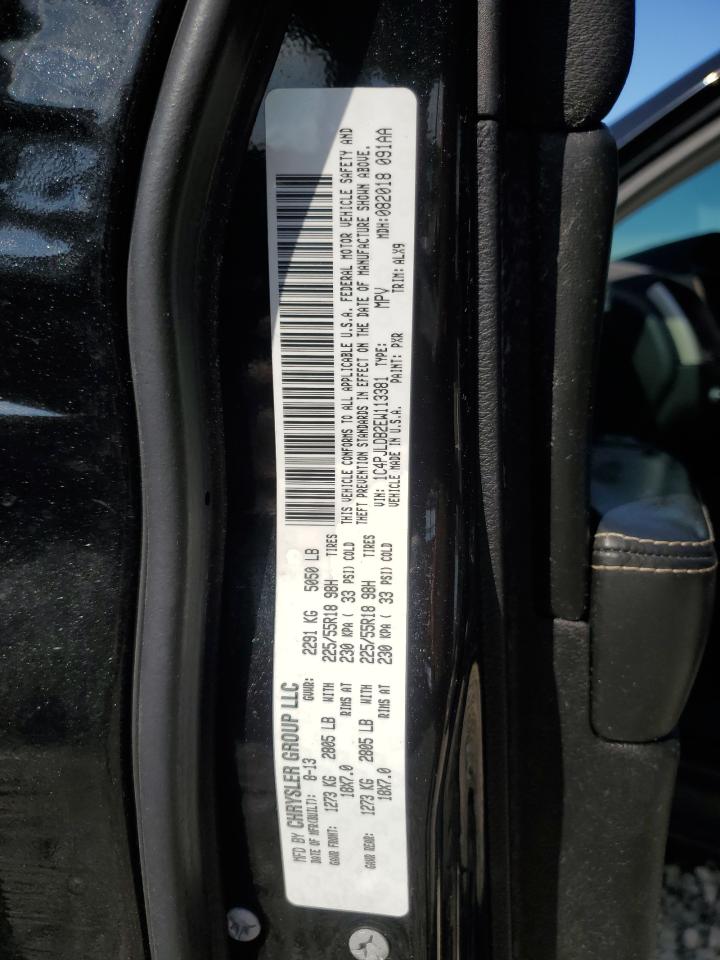 MFD BY CHRYSLER GROUP LLC
DATE OF MFR(BUILT): 8-13 GVWR: 2291 KG 5050 LB
GAWR FRONT: 1273 KG 2805 LB WITH 225/55R18 98H TIRES
18X7.0 RIMS AT 230 KPA ( 33 PSI) COLD
GAWR REAR: 1273 KG 2805 LB WITH 225/55R18 98H TIRES
18X7.0 RIMS AT 230 KPA ( 33 PSI) COLD
THIS VEHICLE CONFORMS TO ALL APPLICABLE U.S.A. FEDERAL MOTOR VEHICLE SAFETY AND
THEFT PREVENTION STANDARDS IN EFFECT ON THE DATE OF MANUFACTURE SHOWN ABOVE.
VIN: 1C4PJLDB2EW113381 TYPE: MPV MDH:082018 091AA
VEHICLE MADE IN U.S.A. PAINT: PXR TRIM: ALX9